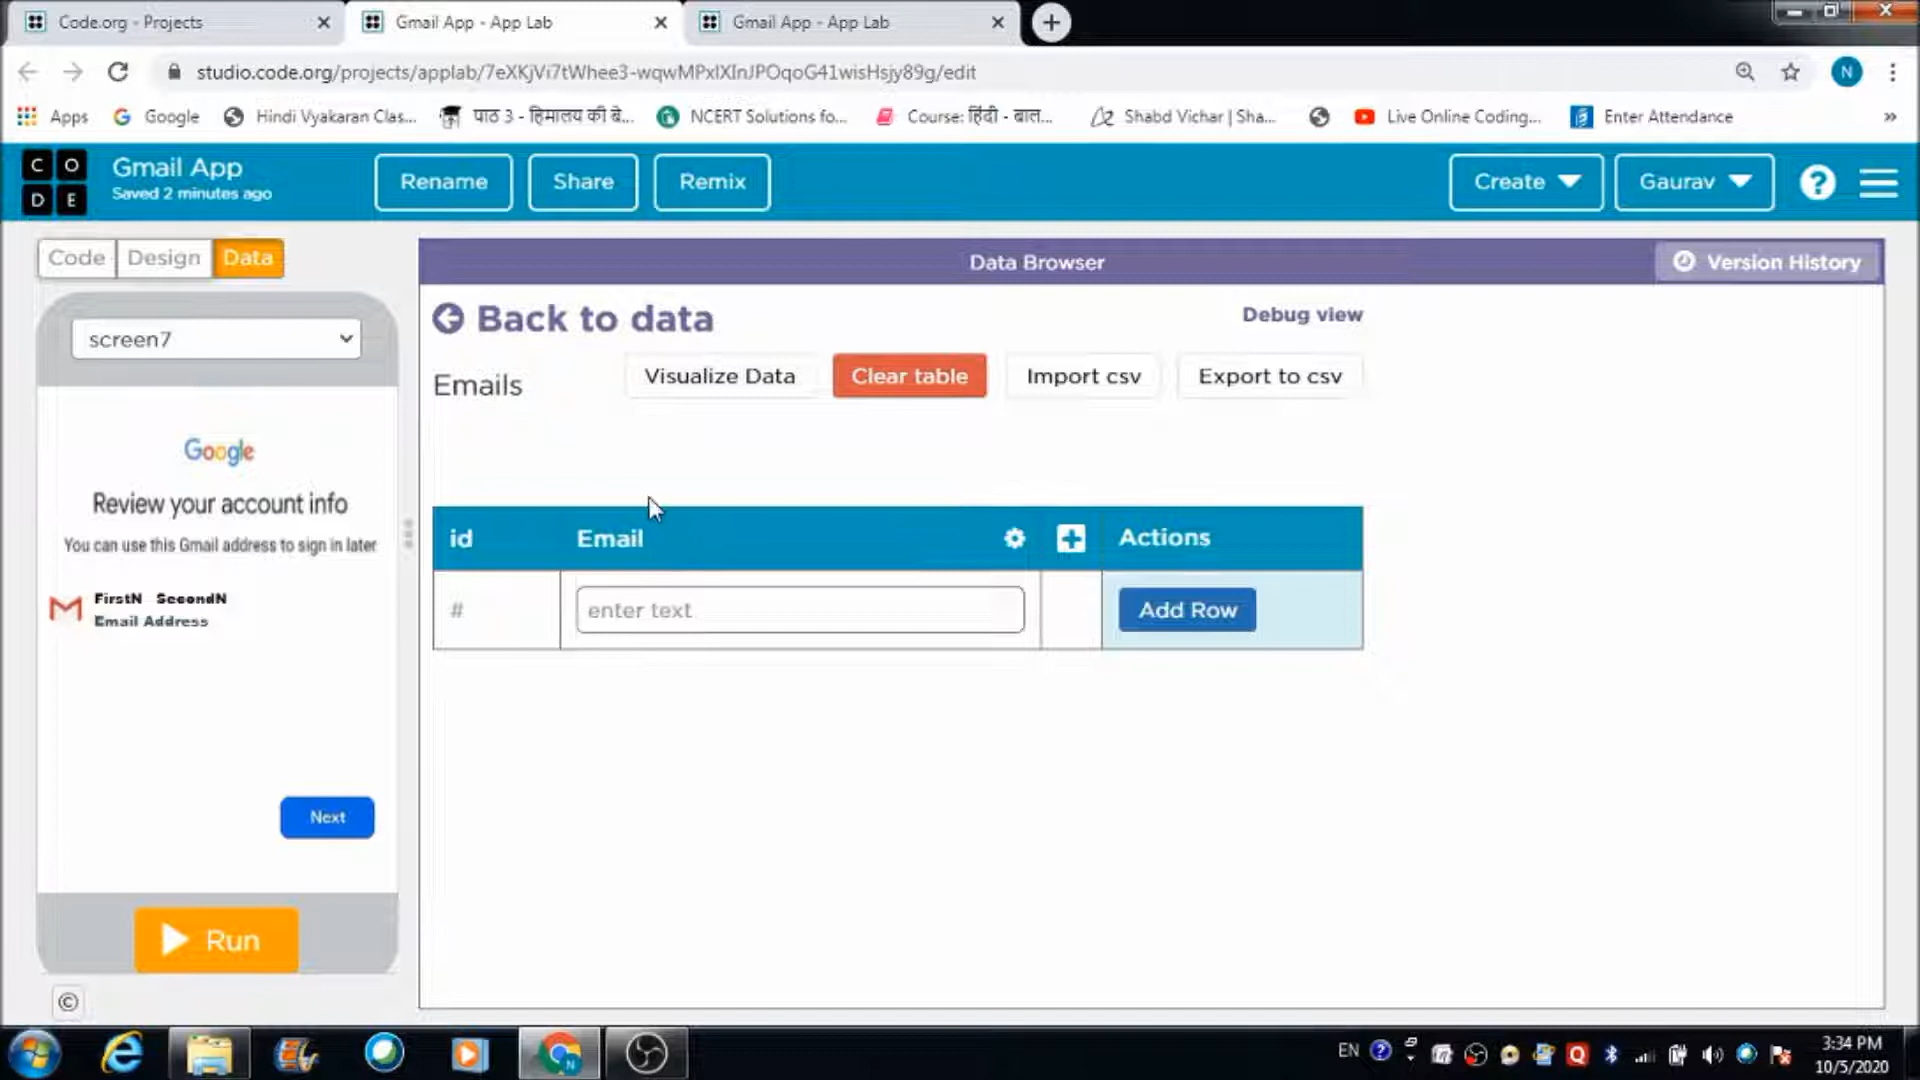 Code.org - Projects
Gmail App - App Lab
Gmail App - App Lab
studio.code.org/projects/applab/7eXKjVi7tWhee3-wqwMPxlXInJPOqoG41wisHsjy89g/edit
N
Apps
Google
Hindi Vyakaran Clas...
पाठ 3 - हिमालय की बे...
NCERT Solutions fo...
Course: हिंदी - बाल...
Shabd Vichar | Sha...
Live Online Coding...
Enter Attendance
»
C O
D E
Gmail App
Saved 2 minutes ago
Rename
Share
Remix
Create
Gaurav
?
Code
Design
Data
Data Browser
Version History
screen7
Back to data
Debug view
Emails
Visualize Data
Clear table
Import csv
Export to csv
Google
Review your account info
You can use this Gmail address to sign in later
FirstN SecondN
Email Address
id
Email
Actions
#
enter text
Add Row
Next
Run
©
EN
3:34 PM
10/5/2020